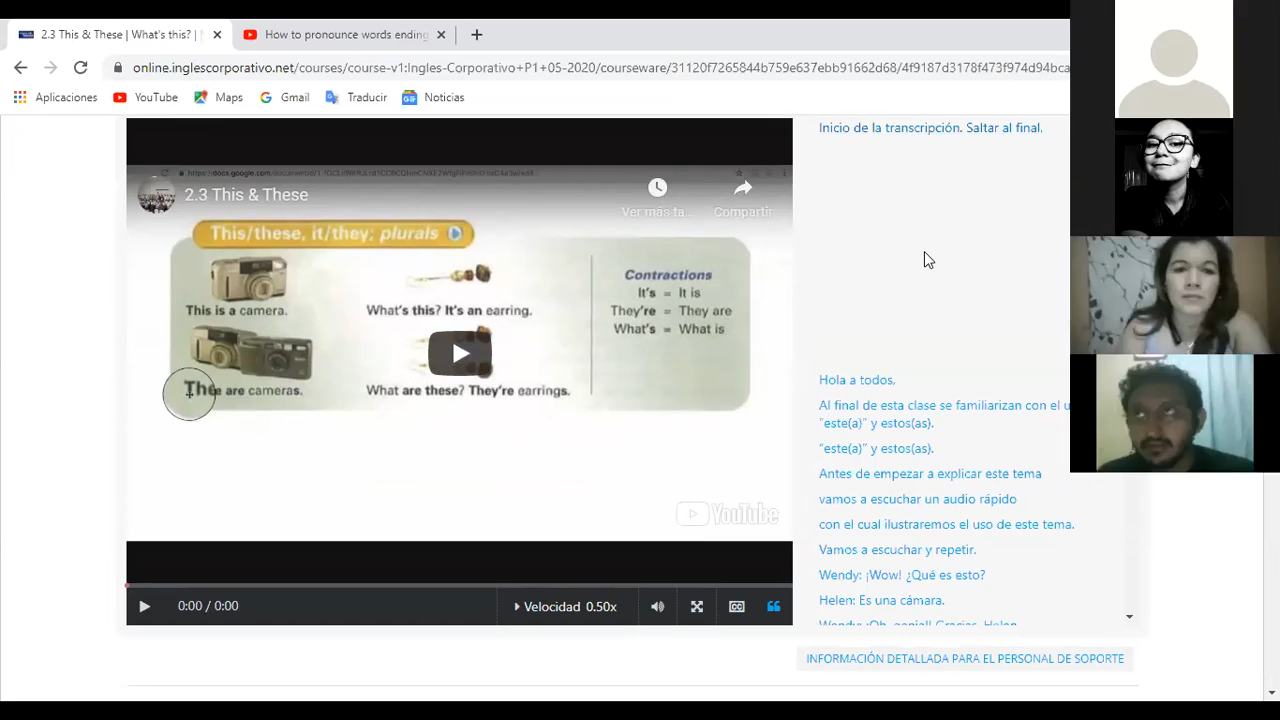 2.3 This & These | What's this? |
How to pronounce words ending
online.inglescorporativo.net/courses/course-v1:Ingles-Corporativo+P1+05-2020/courseware/31120f7265844b759e637ebb91662d68/4f9187d3178f473f974d94bca
Aplicaciones YouTube Maps Gmail Traducir Noticias
2.3 This & These
Ver más ta... Compartir
This/these, it/they; plurals
This is a camera.
are cameras.
What's this? It's an earring.
What are these? They're earrings.
Contractions
It's = It is
They're = They are
What's = What is
YouTube
0:00 / 0:00
Velocidad 0.50x
Inicio de la transcripción. Saltar al final.
Hola a todos,
Al final de esta clase se familiarizan con el u
"este(a)" y estos(as).
"este(a)" y estos(as).
Antes de empezar a explicar este tema
vamos a escuchar un audio rápido
con el cual ilustraremos el uso de este tema.
Vamos a escuchar y repetir.
Wendy: ¡Wow! ¿Qué es esto?
Helen: Es una cámara.
Wendy: ¡Oh, genial! Gracias, Helen.
INFORMACIÓN DETALLADA PARA EL PERSONAL DE SOPORTE